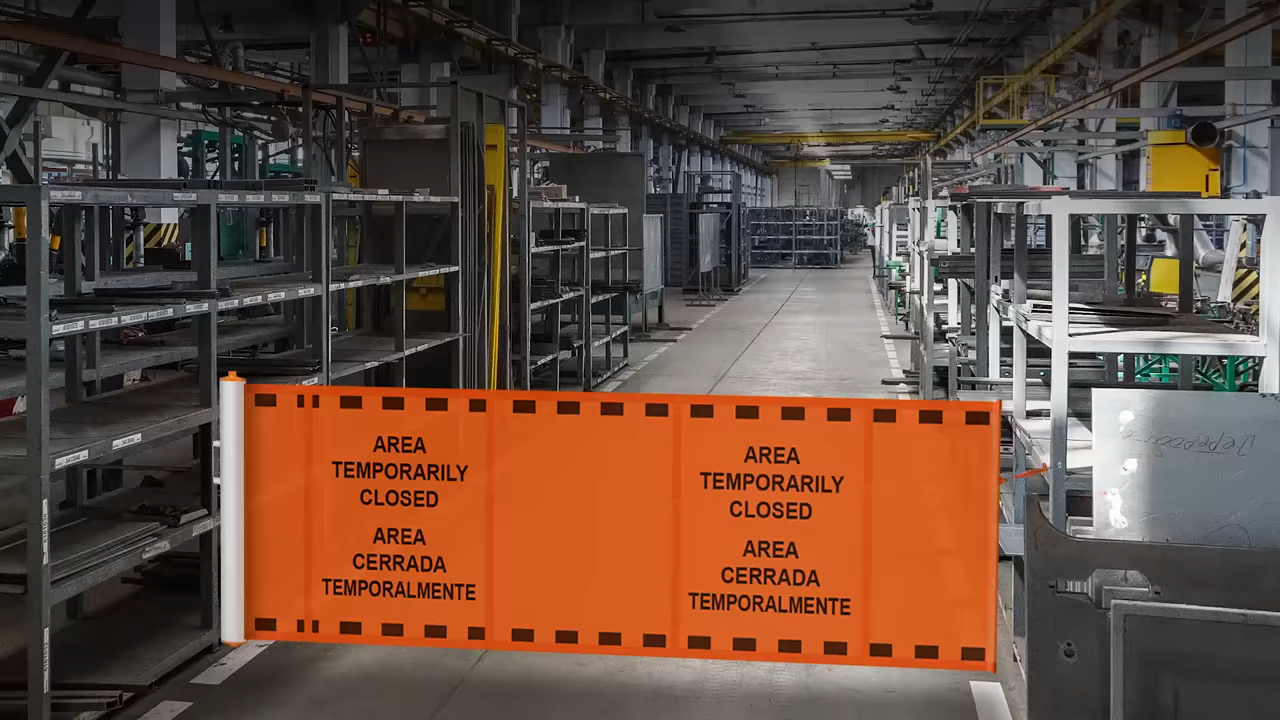 AREA
TEMPORARILY
CLOSED
AREA
CERRADA
TEMPORALMENTE
AREA
TEMPORARILY
CLOSED
AREA
CERRADA
TEMPORALMENTE